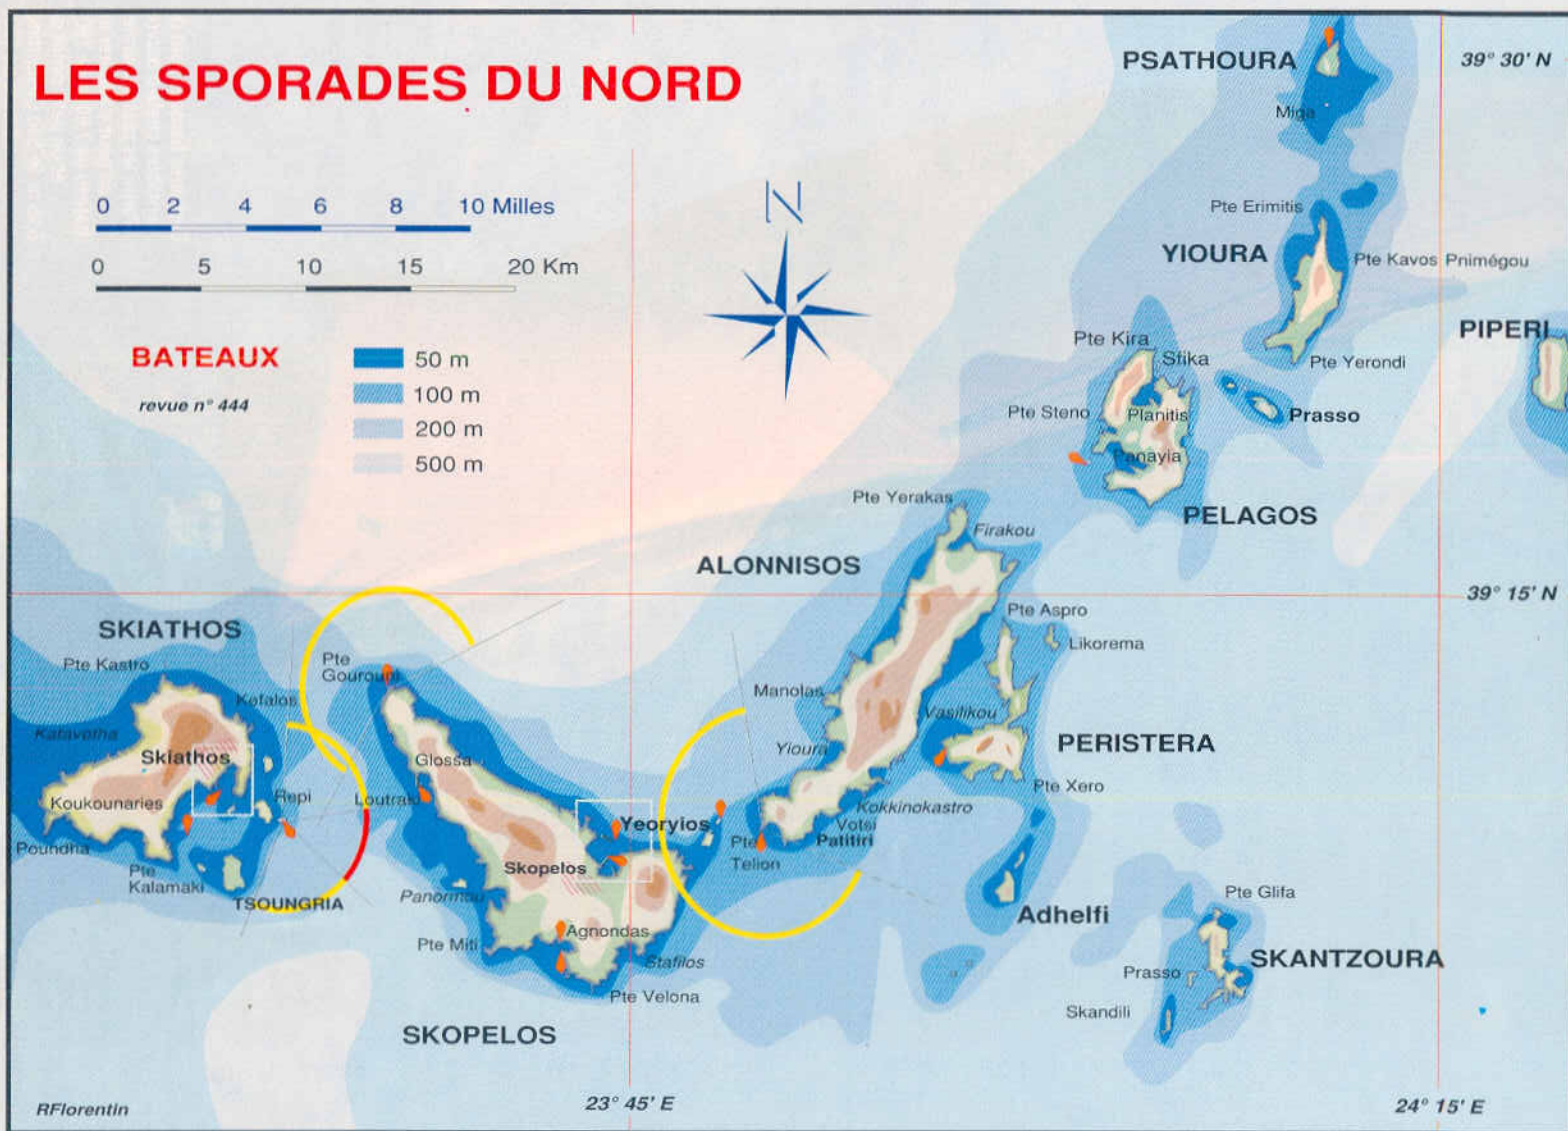 LES SPORADES DU NORD
0 2 4 6 8 10 Milles
0 5 10 15 20 Km
BATEAUX
revue n° 444
50 m
100 m
200 m
500 m
N
PSATHOURA
39° 30' N
Miga
Pte Erimitis
YIOURA
Pte Kavos Pnimégou
PIPERI
Pte Kira
Sfika
Pte Yerondi
Pte Steno
Planitis
Prasso
Panayia
PELAGOS
Pte Yerakas
Firakou
ALONNISOS
39° 15' N
Pte Aspro
Likorema
SKIATHOS
Pte Kastro
Pte
Gourouni
Kefalos
Manolas
Vasilikou
Katavotha
Skiathos
Glossa
Yioura
PERISTERA
Koukounaries
Repi
Loutraki
Pte Xero
Kokkinokastro
Yeoryios
Votsi
Patitiri
Poundha
Pte
Telion
Pte
Kalamaki
Skopelos
TSOUNGRIA
Panormou
Pte Glifa
Adhelfi
Agnondas
Pte Miti
SKANTZOURA
Stafilos
Prasso
Pte Velona
Skandili
SKOPELOS
RFlorentin
23° 45' E
24° 15' E